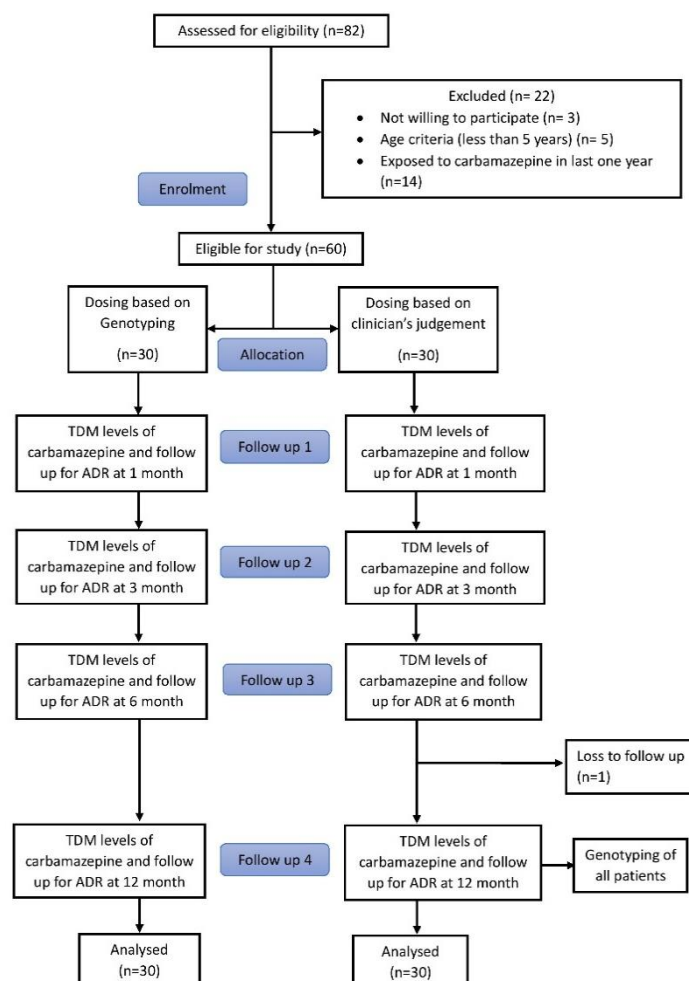 Assessed for eligibility (n=82)
Excluded (n= 22)
• Not willing to participate (n= 3)
• Age criteria (less than 5 years) (n= 5)
• Exposed to carbamazepine in last one year
(n=14)
Enrolment
Eligible for study (n=60)
Dosing based on
Genotyping
(n=30)
Dosing based on
clinician’s judgement
(n=30)
Allocation
TDM levels of
carbamazepine and follow
up for ADR at 1 month
Follow up 1
TDM levels of
carbamazepine and follow
up for ADR at 1 month
TDM levels of
carbamazepine and follow
up for ADR at 3 month
Follow up 2
TDM levels of
carbamazepine and follow
up for ADR at 3 month
TDM levels of
carbamazepine and follow
up for ADR at 6 month
Follow up 3
TDM levels of
carbamazepine and follow
up for ADR at 6 month
Loss to follow up
(n=1)
TDM levels of
carbamazepine and follow
up for ADR at 12 month
Follow up 4
TDM levels of
carbamazepine and follow
up for ADR at 12 month
Genotyping of
all patients
Analysed
(n=30)
Analysed
(n=30)